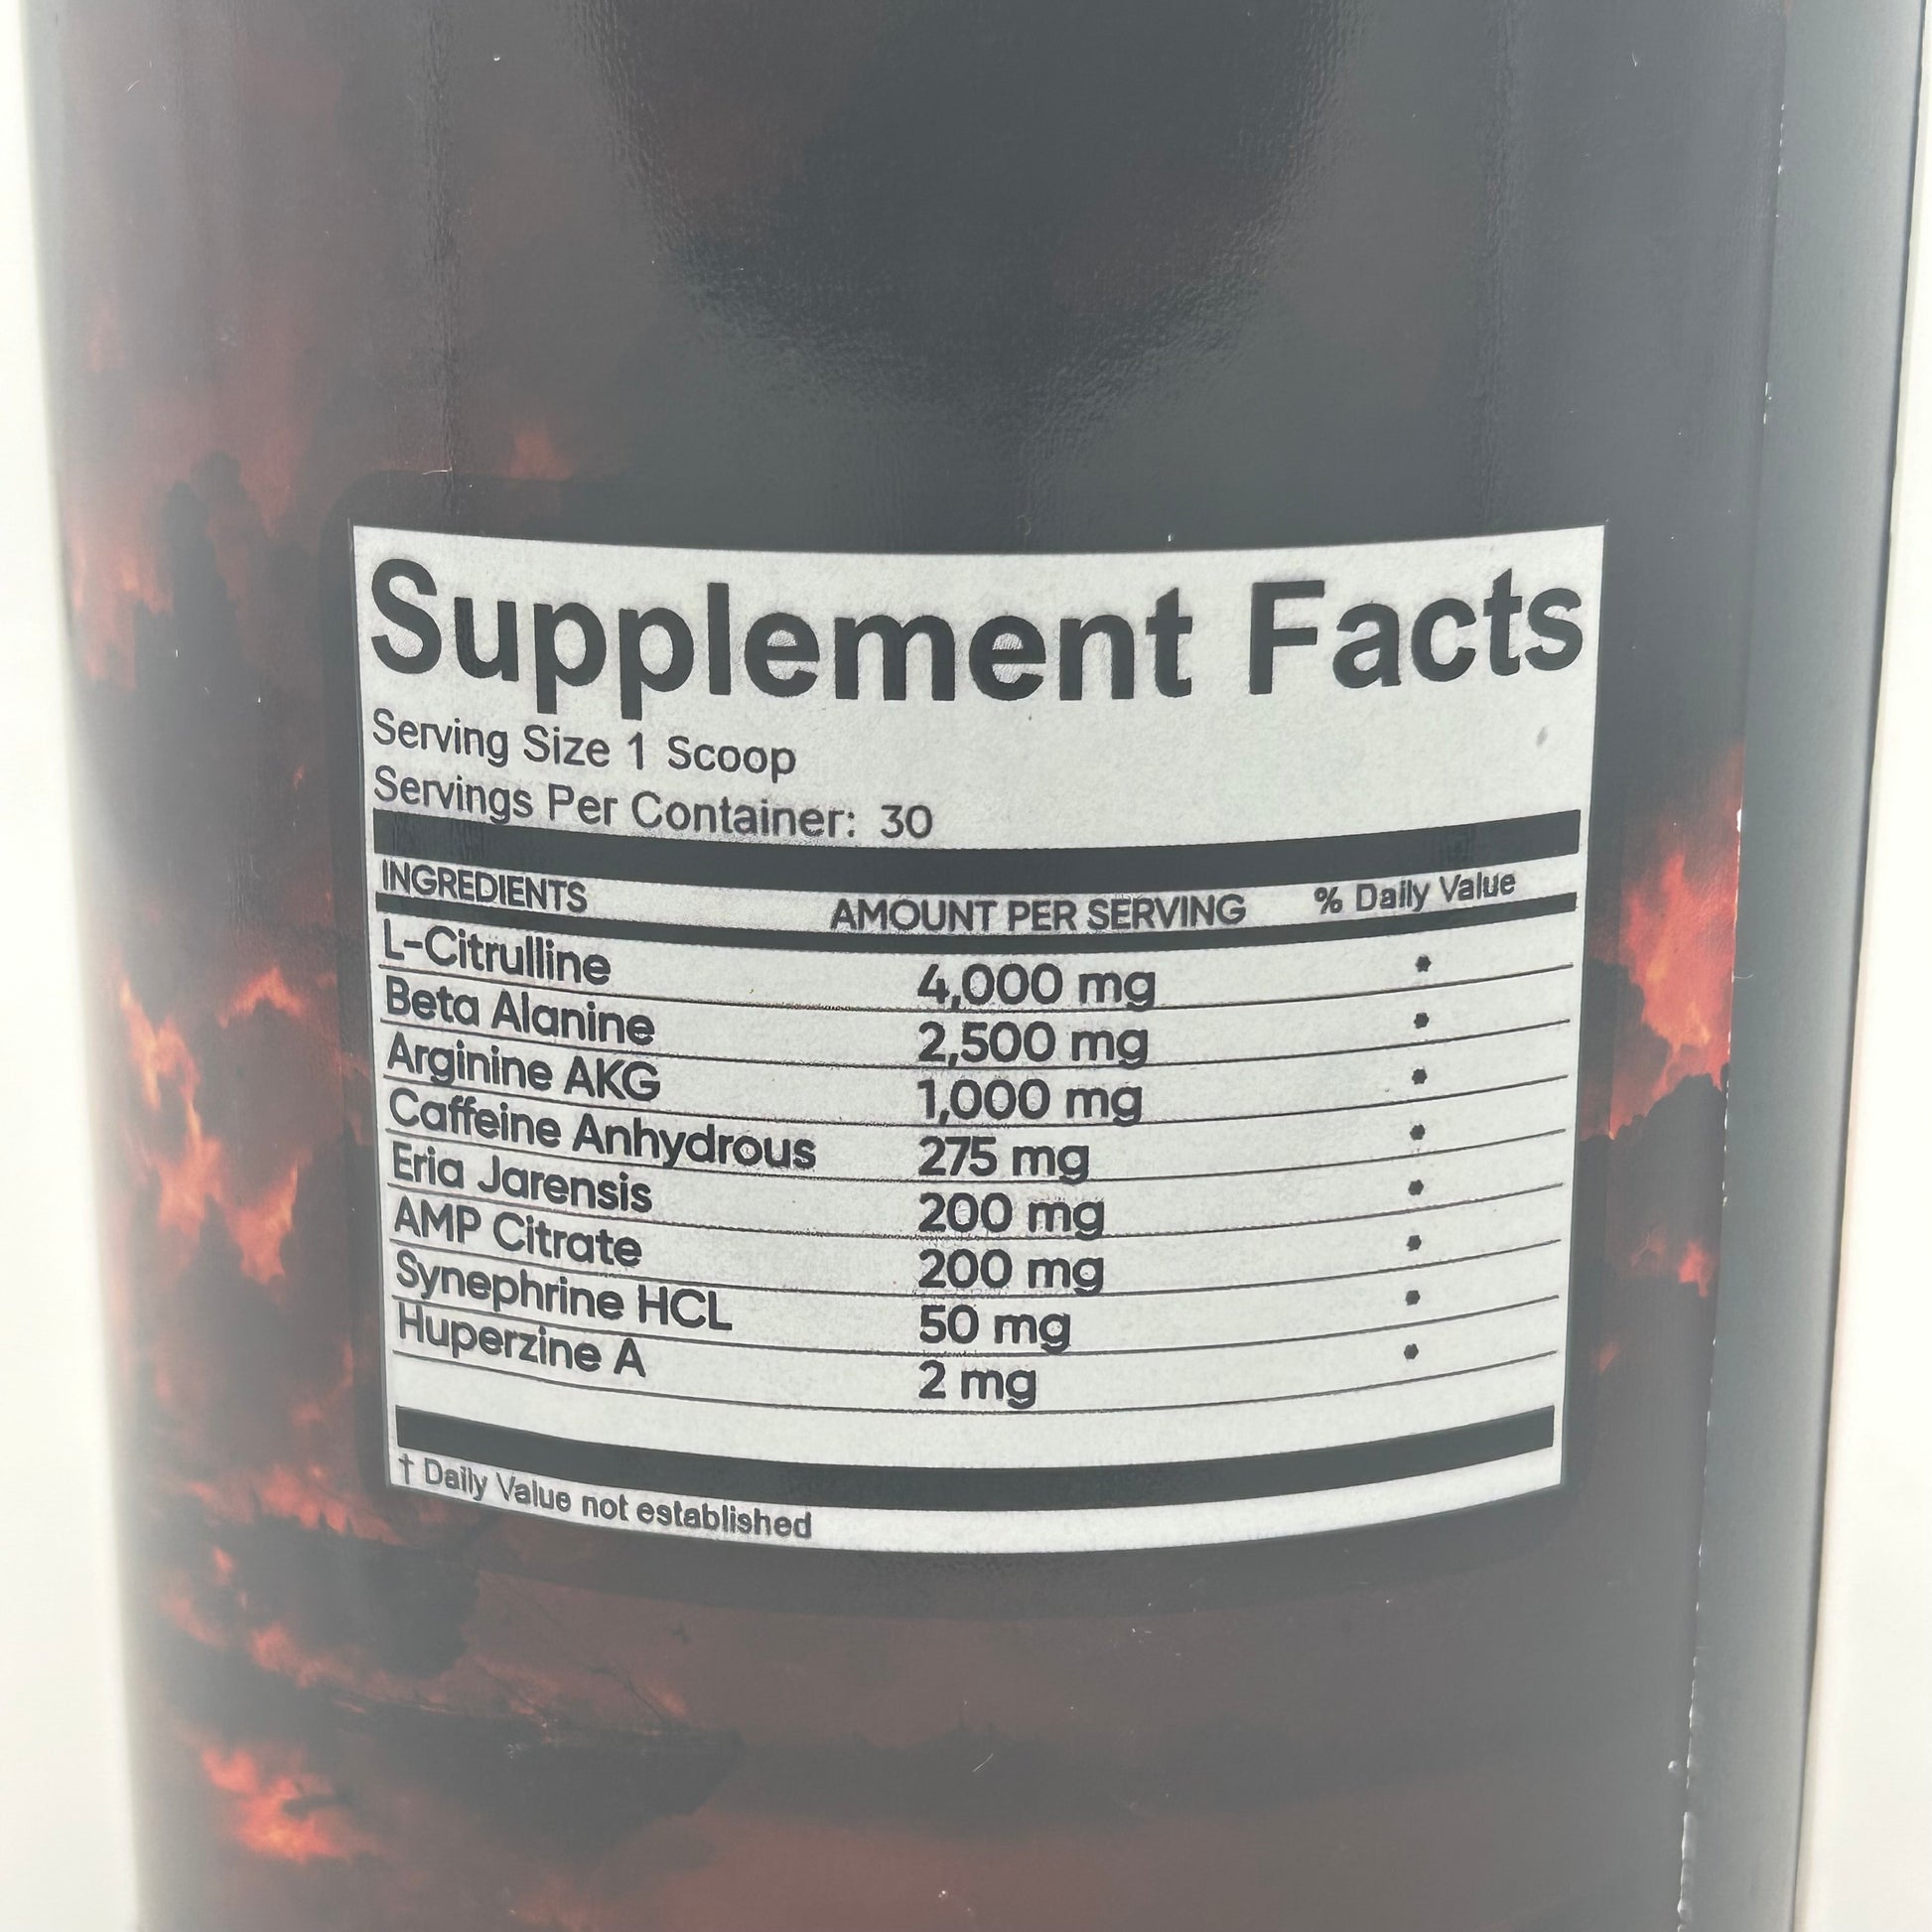 Supplement Facts
Serving Size 1 Scoop
Servings Per Container: 30
INGREDIENTS AMOUNT PER SERVING % Daily Value
L-Citrulline 4,000 mg *
Beta Alanine 2,500 mg *
Arginine AKG 1,000 mg *
Caffeine Anhydrous 275 mg *
Eria Jarensis 200 mg *
AMP Citrate 200 mg *
Synephrine HCL 50 mg *
Huperzine A 2 mg *
† Daily Value not established